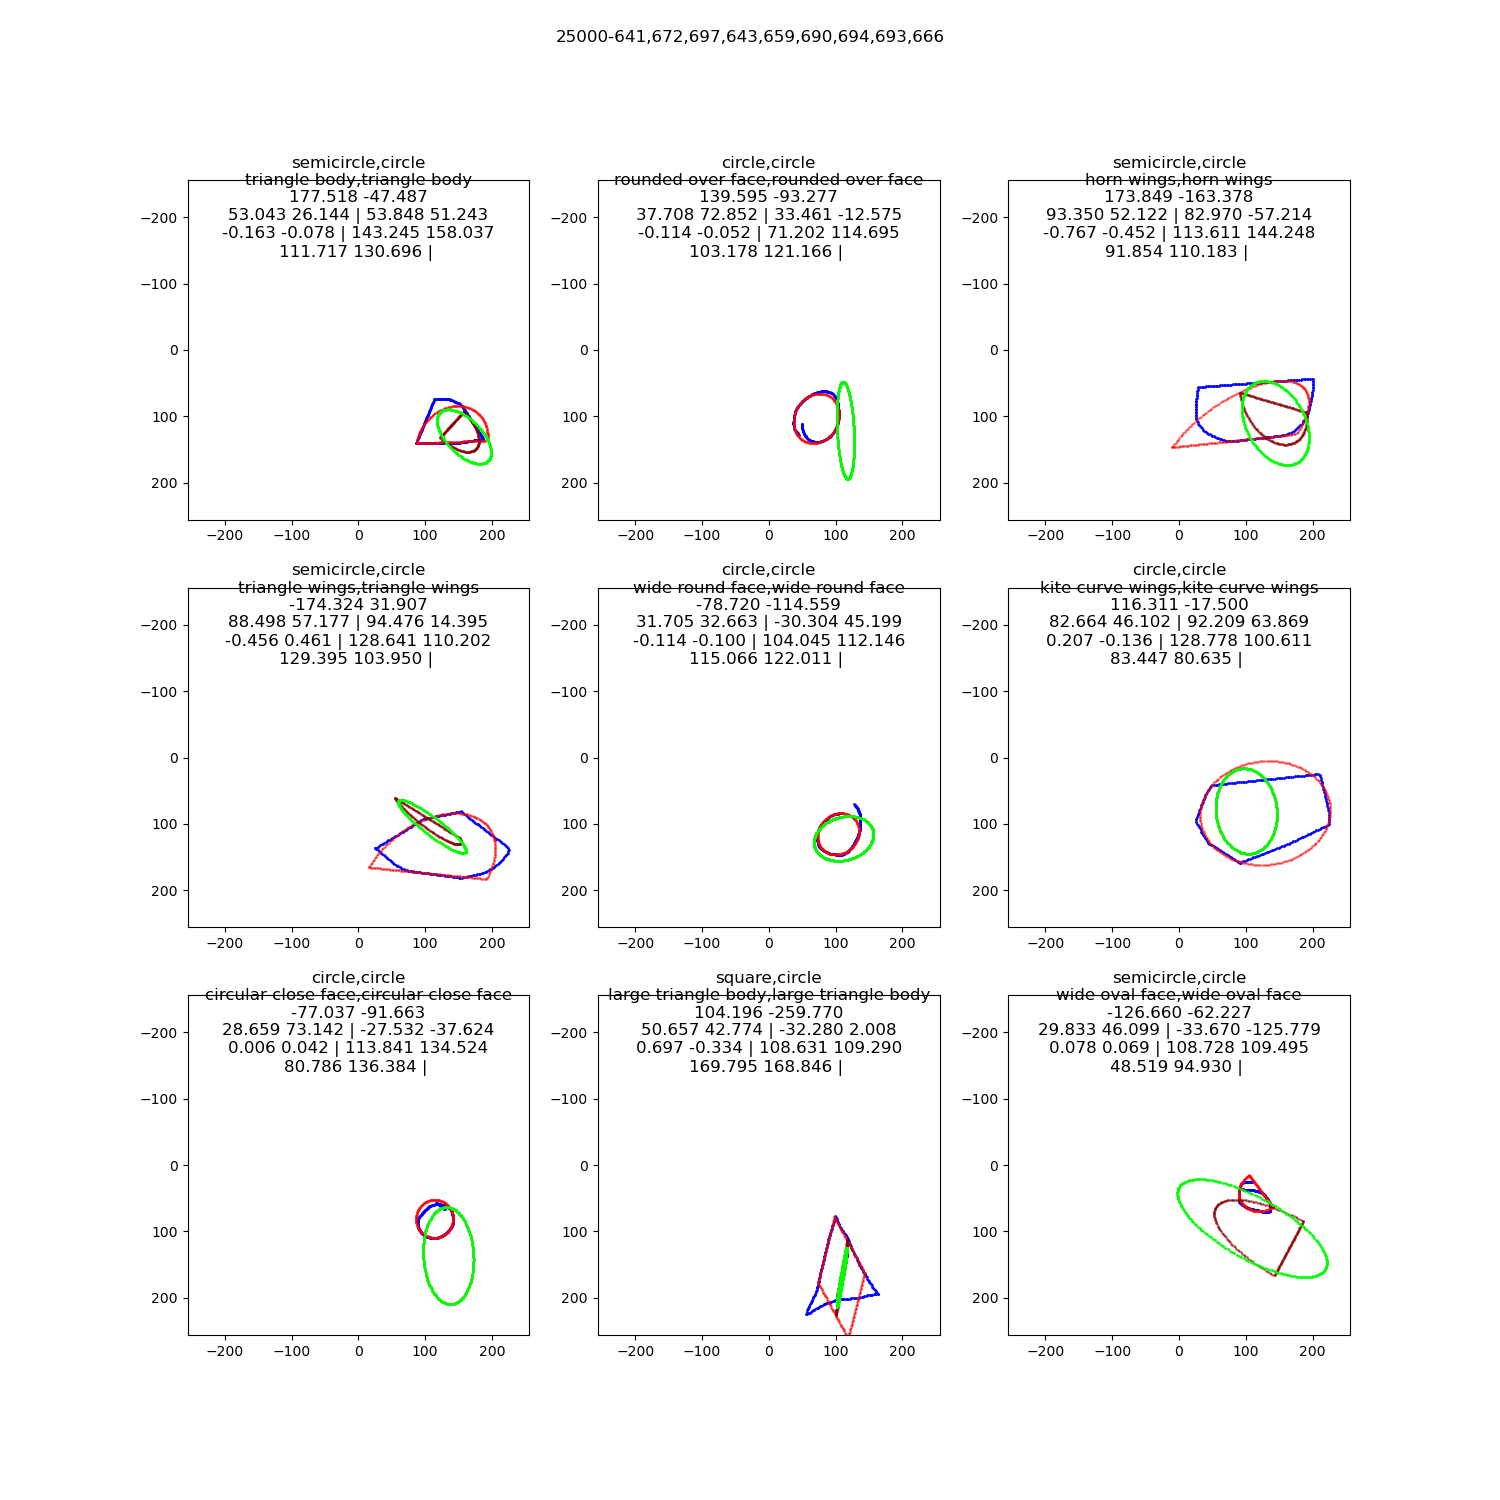 25000-641,672,697,643,659,690,694,693,666
semicircle,circle
triangle body,triangle body
177.518 -47.487
53.043 26.144 | 53.848 51.243
-0.163 -0.078 | 143.245 158.037
111.717 130.696 |
−200
−100
0
100
200
−200 −100 0 100 200
circle,circle
rounded over face,rounded over face
139.595 -93.277
37.708 72.852 | 33.461 -12.575
-0.114 -0.052 | 71.202 114.695
103.178 121.166 |
−200
−100
0
100
200
−200 −100 0 100 200
semicircle,circle
horn wings,horn wings
173.849 -163.378
93.350 52.122 | 82.970 -57.214
-0.767 -0.452 | 113.611 144.248
91.854 110.183 |
−200
−100
0
100
200
−200 −100 0 100 200
semicircle,circle
triangle wings,triangle wings
-174.324 31.907
88.498 57.177 | 94.476 14.395
-0.456 0.461 | 128.641 110.202
129.395 103.950 |
−200
−100
0
100
200
−200 −100 0 100 200
circle,circle
wide round face,wide round face
-78.720 -114.559
31.705 32.663 | -30.304 45.199
-0.114 -0.100 | 104.045 112.146
115.066 122.011 |
−200
−100
0
100
200
−200 −100 0 100 200
circle,circle
kite curve wings,kite curve wings
116.311 -17.500
82.664 46.102 | 92.209 63.869
0.207 -0.136 | 128.778 100.611
83.447 80.635 |
−200
−100
0
100
200
−200 −100 0 100 200
circle,circle
circular close face,circular close face
-77.037 -91.663
28.659 73.142 | -27.532 -37.624
0.006 0.042 | 113.841 134.524
80.786 136.384 |
−200
−100
0
100
200
−200 −100 0 100 200
square,circle
large triangle body,large triangle body
104.196 -259.770
50.657 42.774 | -32.280 2.008
0.697 -0.334 | 108.631 109.290
169.795 168.846 |
−200
−100
0
100
200
−200 −100 0 100 200
semicircle,circle
wide oval face,wide oval face
-126.660 -62.227
29.833 46.099 | -33.670 -125.779
0.078 0.069 | 108.728 109.495
48.519 94.930 |
−200
−100
0
100
200
−200 −100 0 100 200